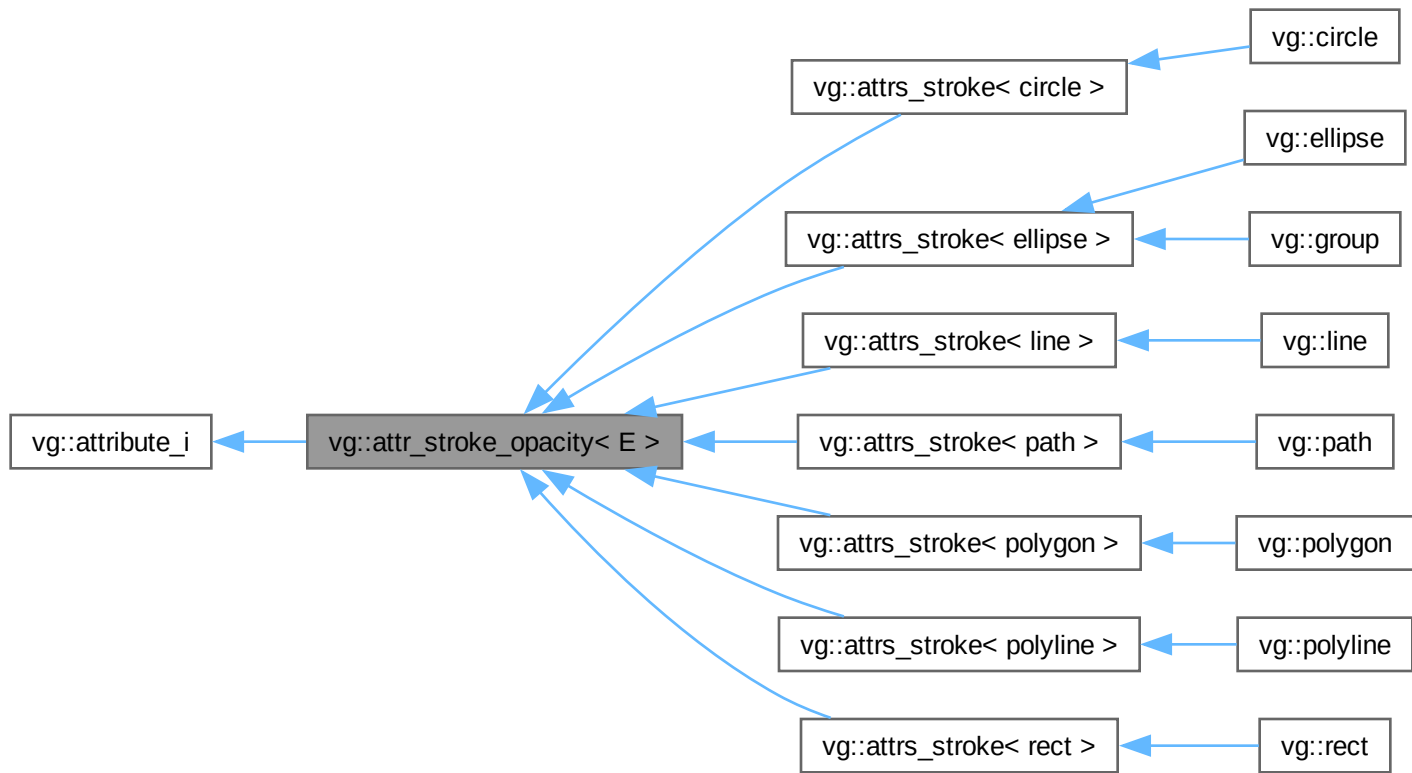 vg::circle
vg::attrs_stroke< circle >
vg::ellipse
vg::attrs_stroke< ellipse >
vg::group
vg::attrs_stroke< line >
vg::line
vg::attribute_i
vg::attr_stroke_opacity< E >
vg::attrs_stroke< path >
vg::path
vg::attrs_stroke< polygon >
vg::polygon
vg::attrs_stroke< polyline >
vg::polyline
vg::attrs_stroke< rect >
vg::rect